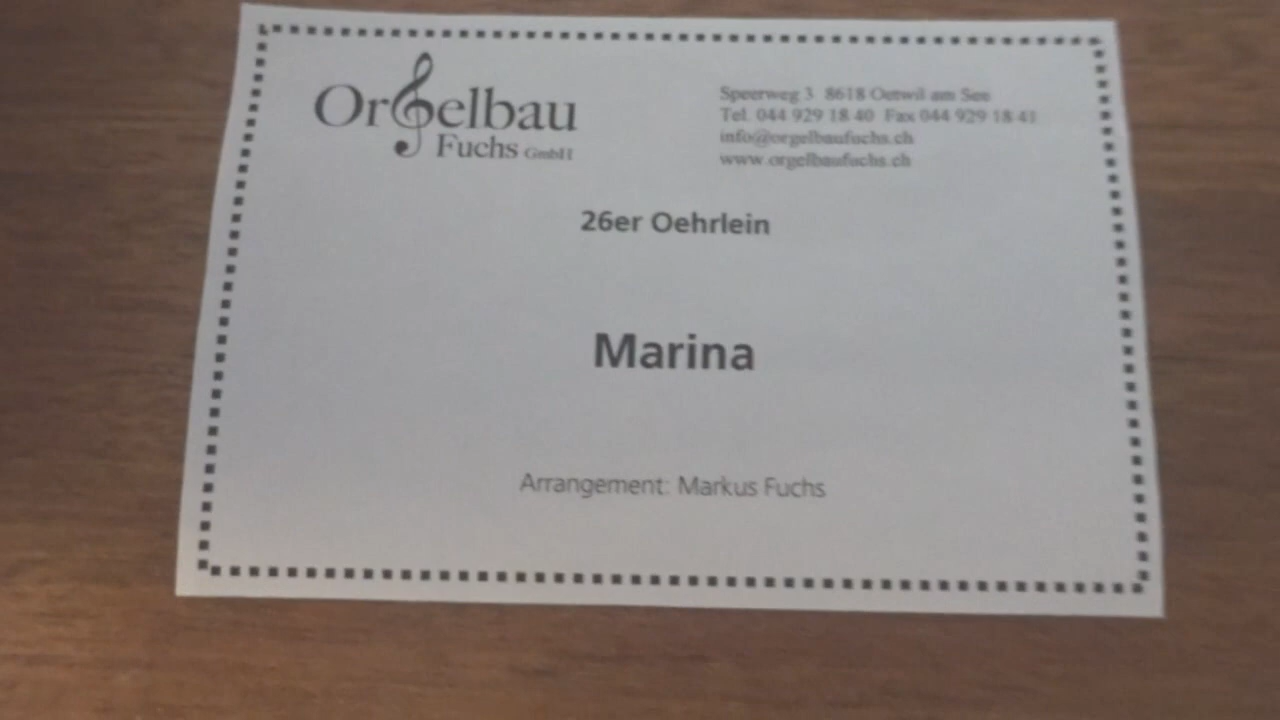 Orgelbau
Fuchs GmbH
Speerweg 3 8618 Oetwil am See
Tel. 044 929 18 40 Fax 044 929 18 41
info@orgelbaufuchs.ch
www.orgelbaufuchs.ch
26er Oehrlein
Marina
Arrangement: Markus Fuchs